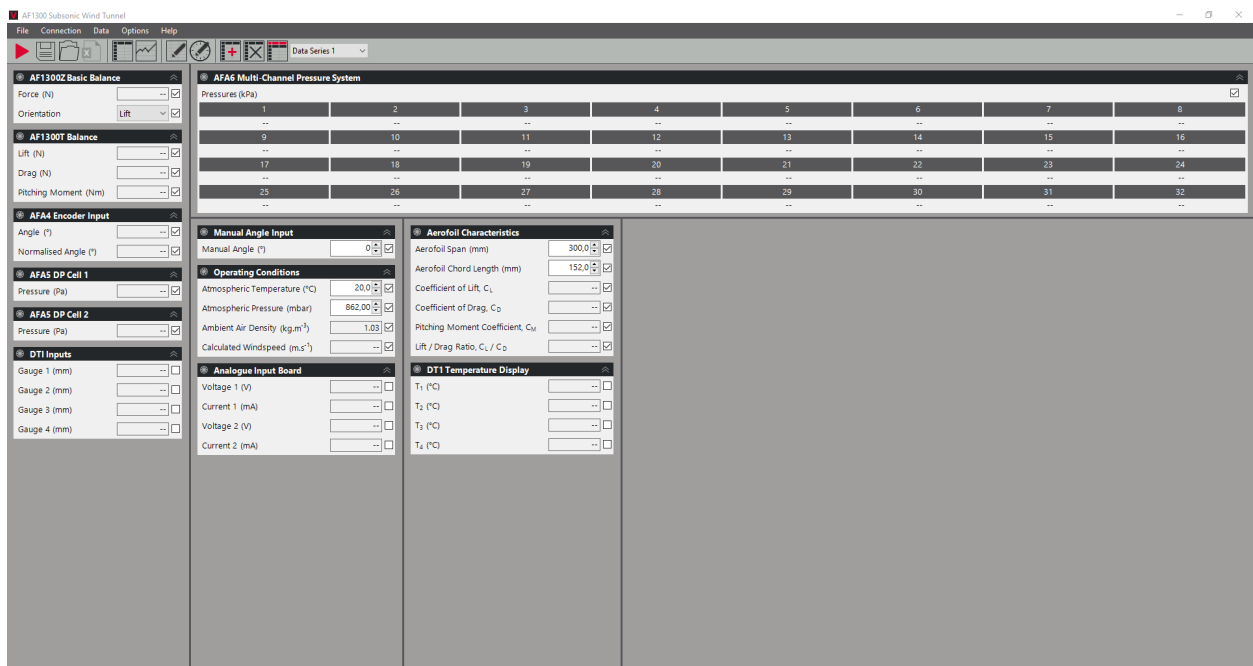 AF1300 Subsonic Wind Tunnel
File Connection Data Options Help
Data Series 1
AF1300Z Basic Balance
Force (N) --
Orientation Lift
AF1300T Balance
Lift (N) --
Drag (N) --
Pitching Moment (Nm) --
AFA4 Encoder Input
Angle (°) --
Normalised Angle (°) --
AFA5 DP Cell 1
Pressure (Pa) --
AFA5 DP Cell 2
Pressure (Pa) --
DTI Inputs
Gauge 1 (mm) --
Gauge 2 (mm) --
Gauge 3 (mm) --
Gauge 4 (mm) --
AFA6 Multi-Channel Pressure System
Pressures (kPa)
1 2 3 4 5 6 7 8
-- -- -- -- -- -- -- --
9 10 11 12 13 14 15 16
-- -- -- -- -- -- -- --
17 18 19 20 21 22 23 24
-- -- -- -- -- -- -- --
25 26 27 28 29 30 31 32
-- -- -- -- -- -- -- --
Manual Angle Input
Manual Angle (°) 0
Operating Conditions
Atmospheric Temperature (°C) 20,0
Atmospheric Pressure (mbar) 862,00
Ambient Air Density (kg.m⁻³) 1.03
Calculated Windspeed (m.s⁻¹) --
Analogue Input Board
Voltage 1 (V) --
Current 1 (mA) --
Voltage 2 (V) --
Current 2 (mA) --
Aerofoil Characteristics
Aerofoil Span (mm) 300,0
Aerofoil Chord Length (mm) 152,0
Coefficient of Lift, C_L --
Coefficient of Drag, C_D --
Pitching Moment Coefficient, C_M --
Lift / Drag Ratio, C_L / C_D --
DT1 Temperature Display
T₁ (°C) --
T₂ (°C) --
T₃ (°C) --
T₄ (°C) --